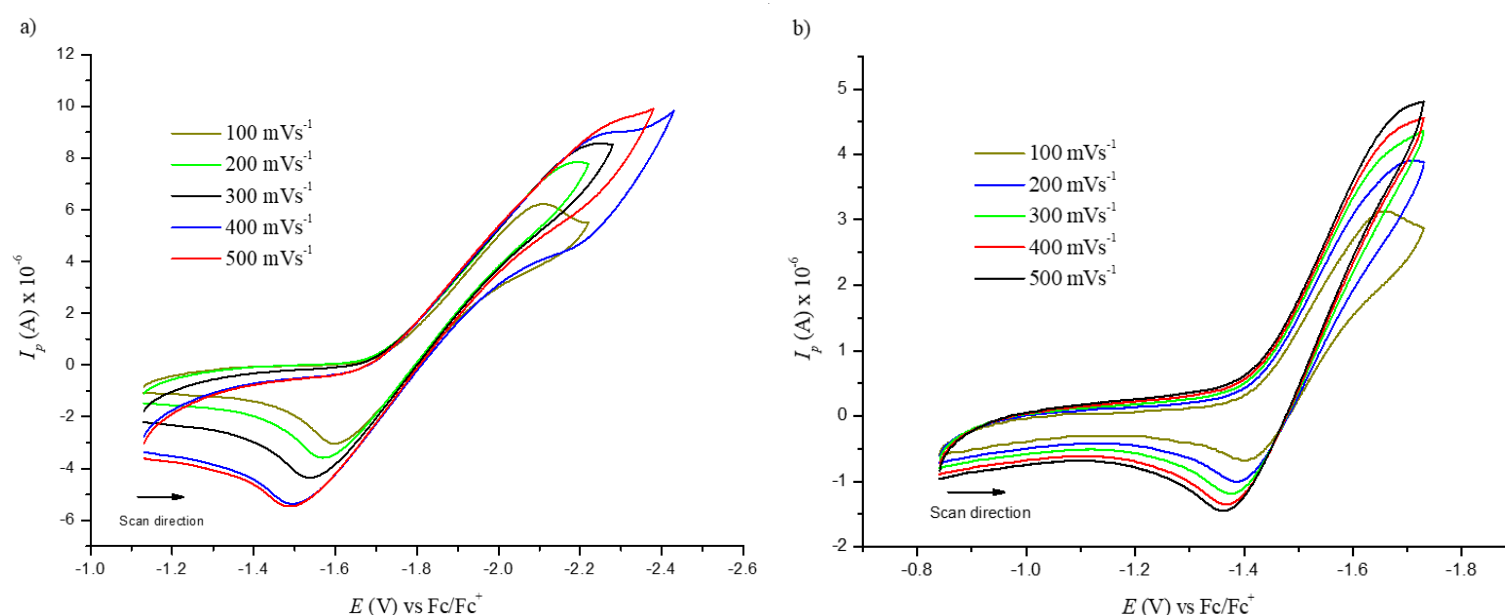 a)
12
10
8
6
4
2
0
-2
-4
-6
I_p (A) x 10^-6
100 mVs^-1
200 mVs^-1
300 mVs^-1
400 mVs^-1
500 mVs^-1
Scan direction
-1.0 -1.2 -1.4 -1.6 -1.8 -2.0 -2.2 -2.4 -2.6
E (V) vs Fc/Fc^+
b)
5
4
3
2
1
0
-1
-2
I_p (A) x 10^-6
100 mVs^-1
200 mVs^-1
300 mVs^-1
400 mVs^-1
500 mVs^-1
Scan direction
-0.8 -1.0 -1.2 -1.4 -1.6 -1.8
E (V) vs Fc/Fc^+